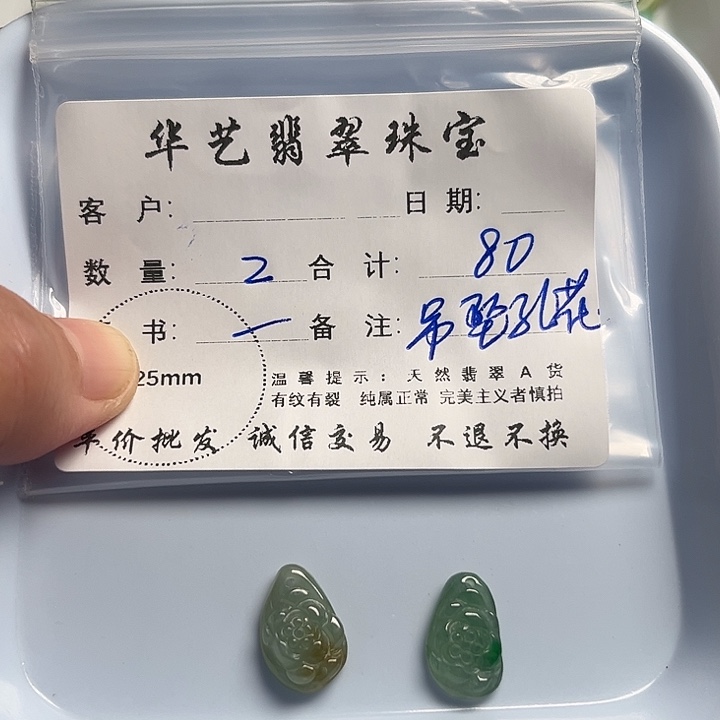 华艺翡翠珠宝
客 户： 日 期：
数 量： 2 合 计： 80
书： 一 备 注： 吊 孔花
25mm
温馨提示：天然翡翠A货
有纹有裂 纯属正常 完美主义者慎拍
平价批发 诚信交易 不退不换